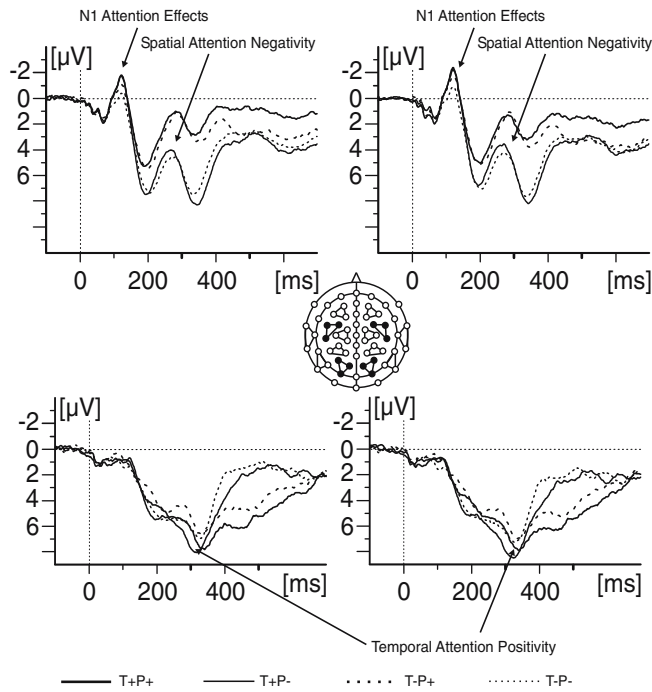 N1 Attention Effects
N1 Attention Effects
Spatial Attention Negativity
Spatial Attention Negativity
[µV]
[µV]
-2
0
2
4
6
-2
0
2
4
6
0 200 400 [ms]
0 200 400 [ms]
[µV]
[µV]
-2
0
2
4
6
-2
0
2
4
6
0 200 400 [ms]
0 200 400 [ms]
Temporal Attention Positivity
T+P+ T+P- T-P+ T-P-